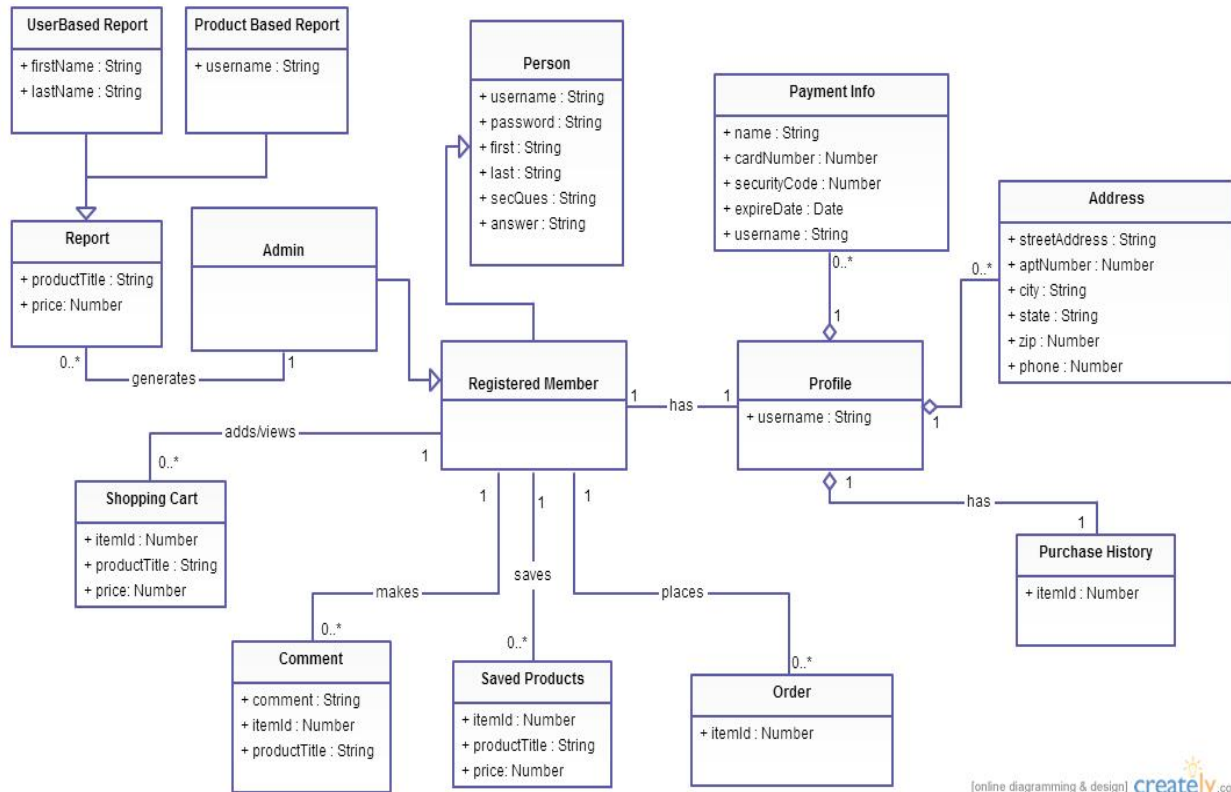 UserBased Report
+ firstName : String
+ lastName : String
Product Based Report
+ username : String
Person
+ username : String
+ password : String
+ first : String
+ last : String
+ secQues : String
+ answer : String
Payment Info
+ name : String
+ cardNumber : Number
+ securityCode : Number
+ expireDate : Date
+ username : String
Address
+ streetAddress : String
+ aptNumber : Number
+ city : String
+ state : String
+ zip : Number
+ phone : Number
Report
+ productTitle : String
+ price: Number
Admin
0..*
generates
1
0..*
1
0..*
1
Registered Member
1
has
1
Profile
+ username : String
adds/views
1
0..*
Shopping Cart
+ itemId : Number
+ productTitle : String
+ price: Number
1
makes
0..*
Comment
+ comment : String
+ itemId : Number
+ productTitle : String
1
saves
0..*
Saved Products
+ itemId : Number
+ productTitle : String
+ price: Number
1
places
0..*
Order
+ itemId : Number
1
has
1
Purchase History
+ itemId : Number
[online diagramming & design] creately.co